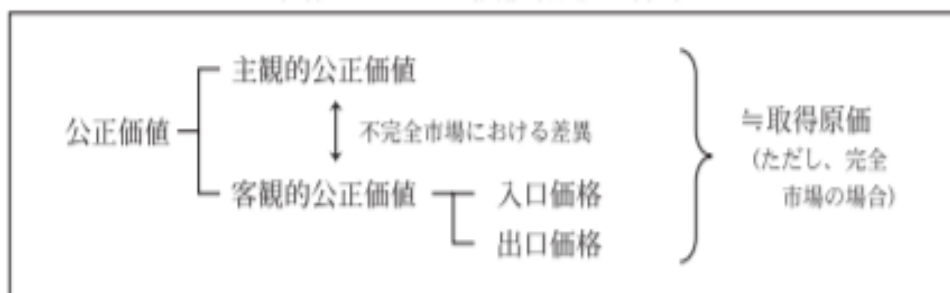 主観的公正価値
公正価値
不完全市場における差異
≒取得原価
(ただし、完全
市場の場合)
客観的公正価値
入口価格
出口価格